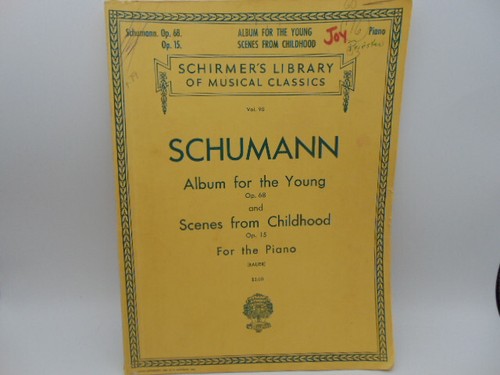 Schumann. Op. 68. ALBUM FOR THE YOUNG Piano
Op. 15. SCENES FROM CHILDHOOD
Joy
SCHIRMER'S LIBRARY
OF MUSICAL CLASSICS
Vol. 90
SCHUMANN
Album for the Young
Op. 68
and
Scenes from Childhood
Op. 15
For the Piano